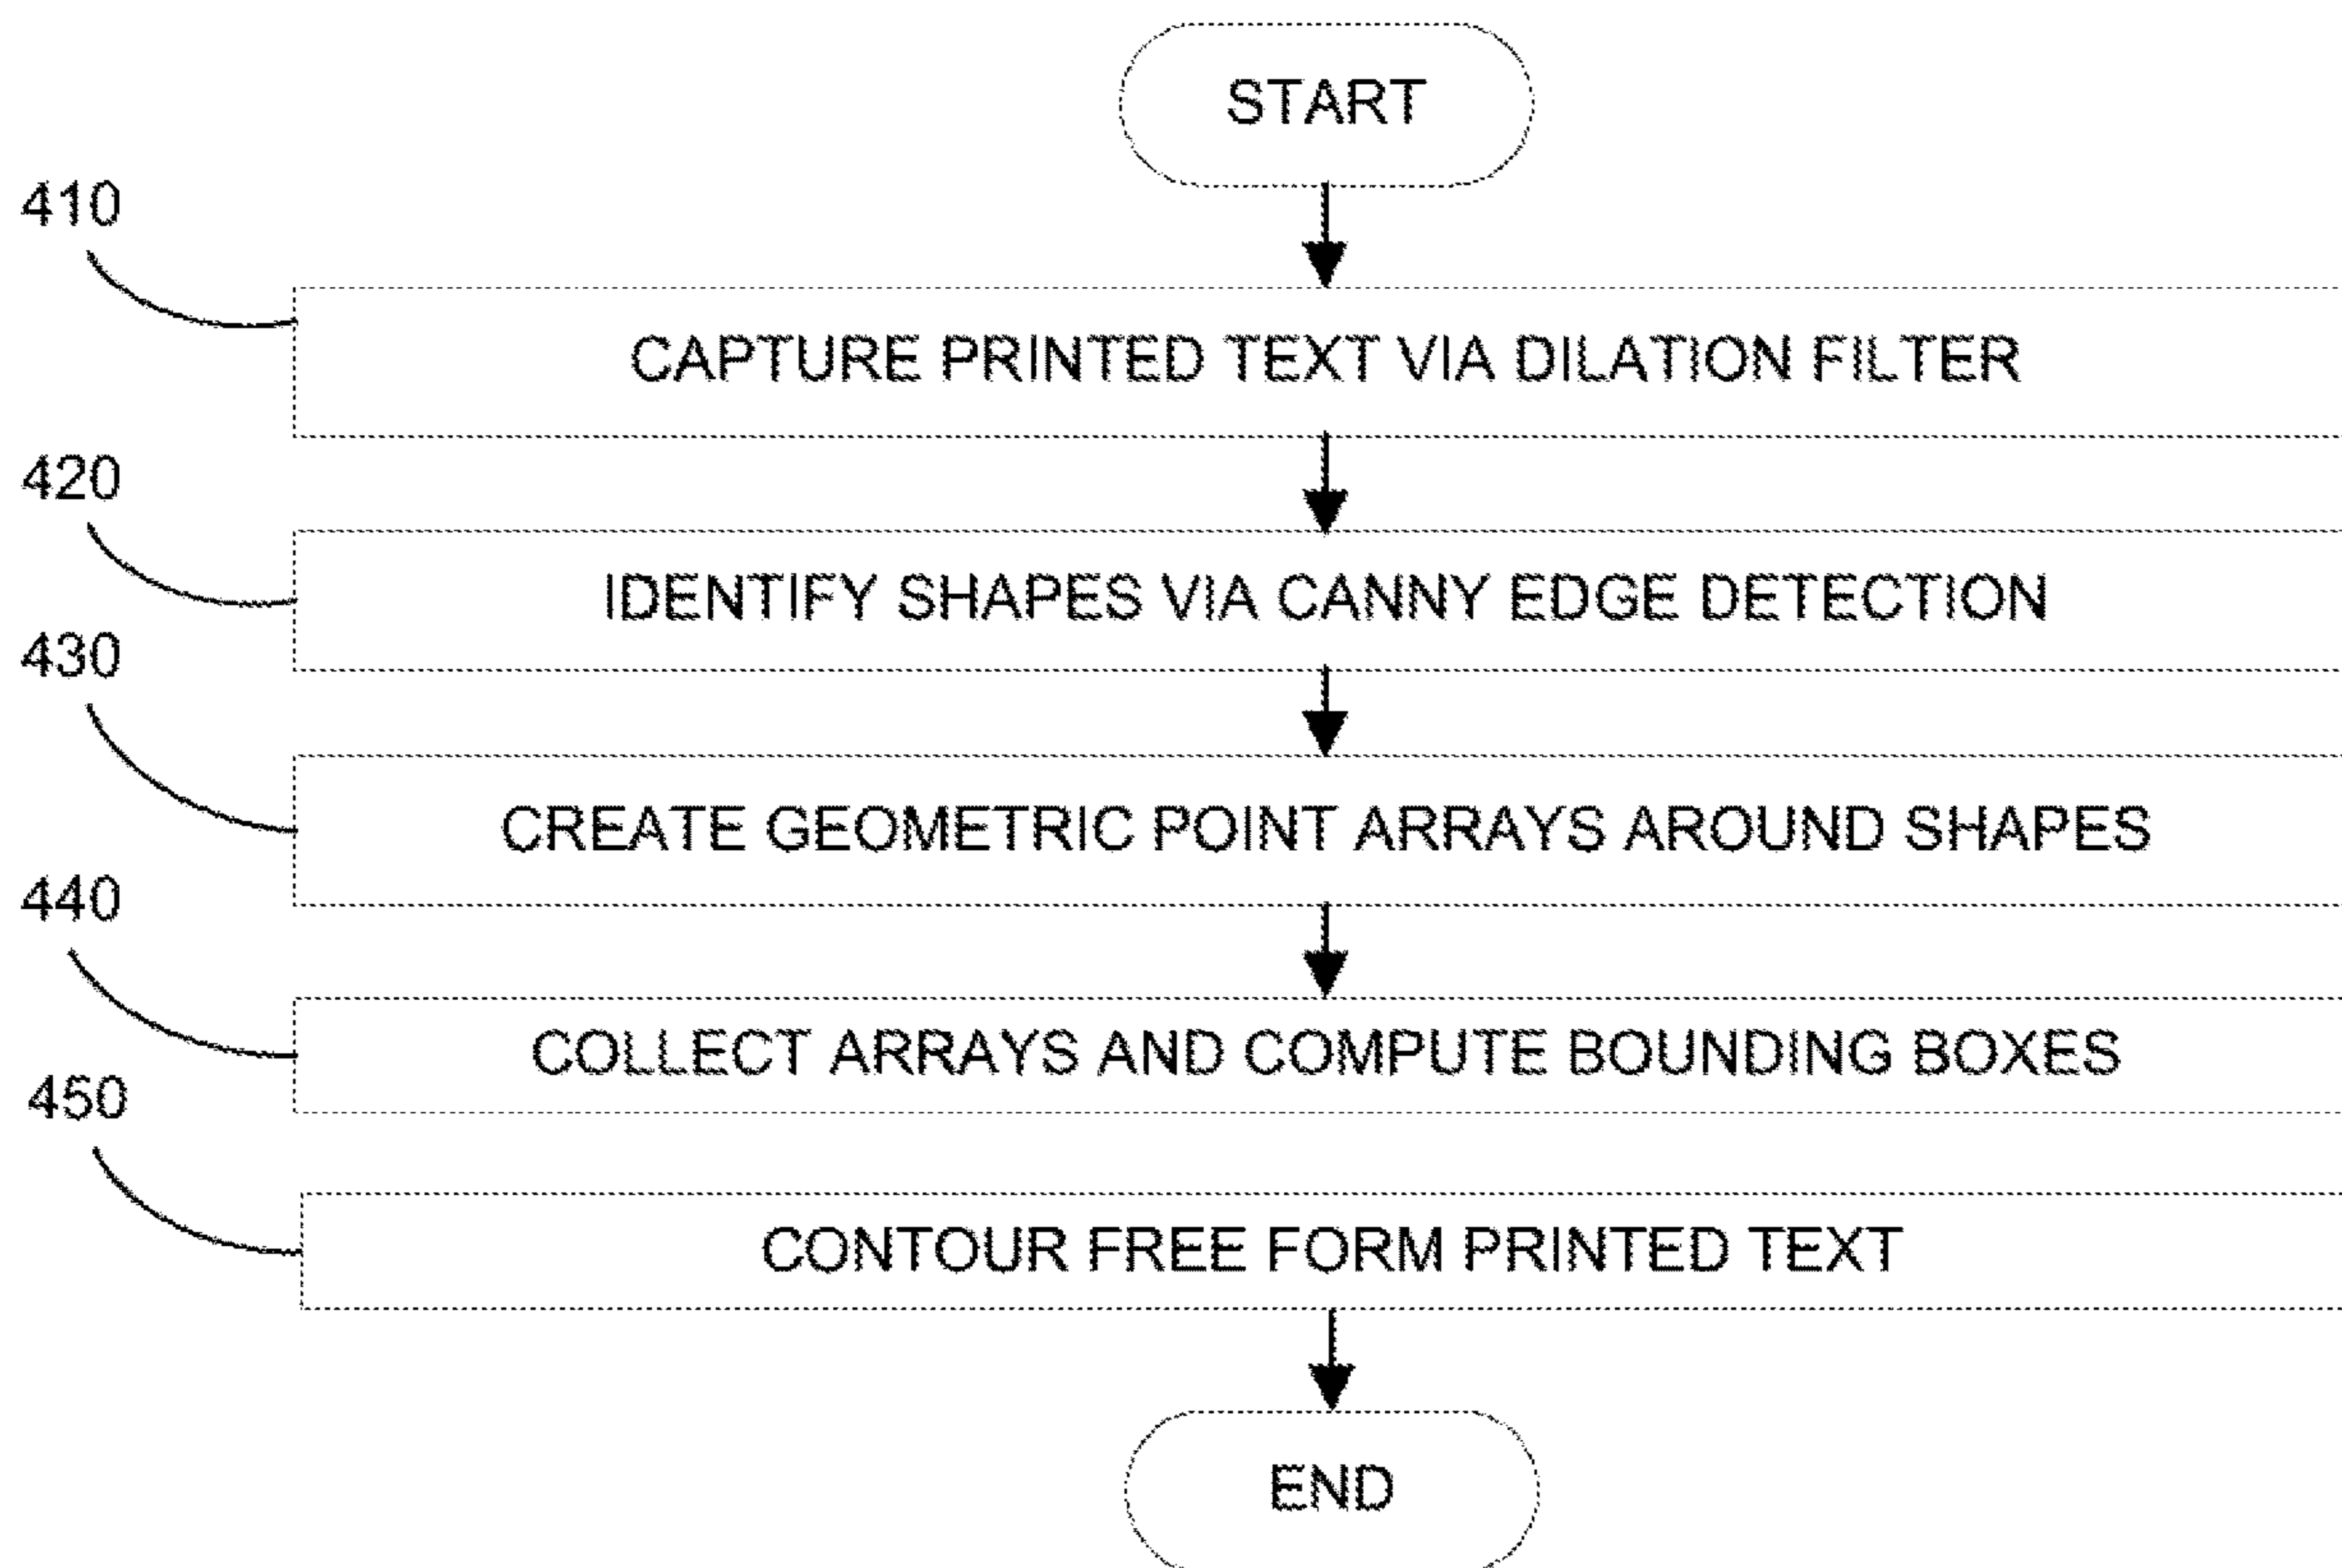 START
410
CAPTURE PRINTED TEXT VIA DILATION FILTER
420
IDENTIFY SHAPES VIA CANNY EDGE DETECTION
430
CREATE GEOMETRIC POINT ARRAYS AROUND SHAPES
440
COLLECT ARRAYS AND COMPUTE BOUNDING BOXES
450
CONTOUR FREE FORM PRINTED TEXT
END